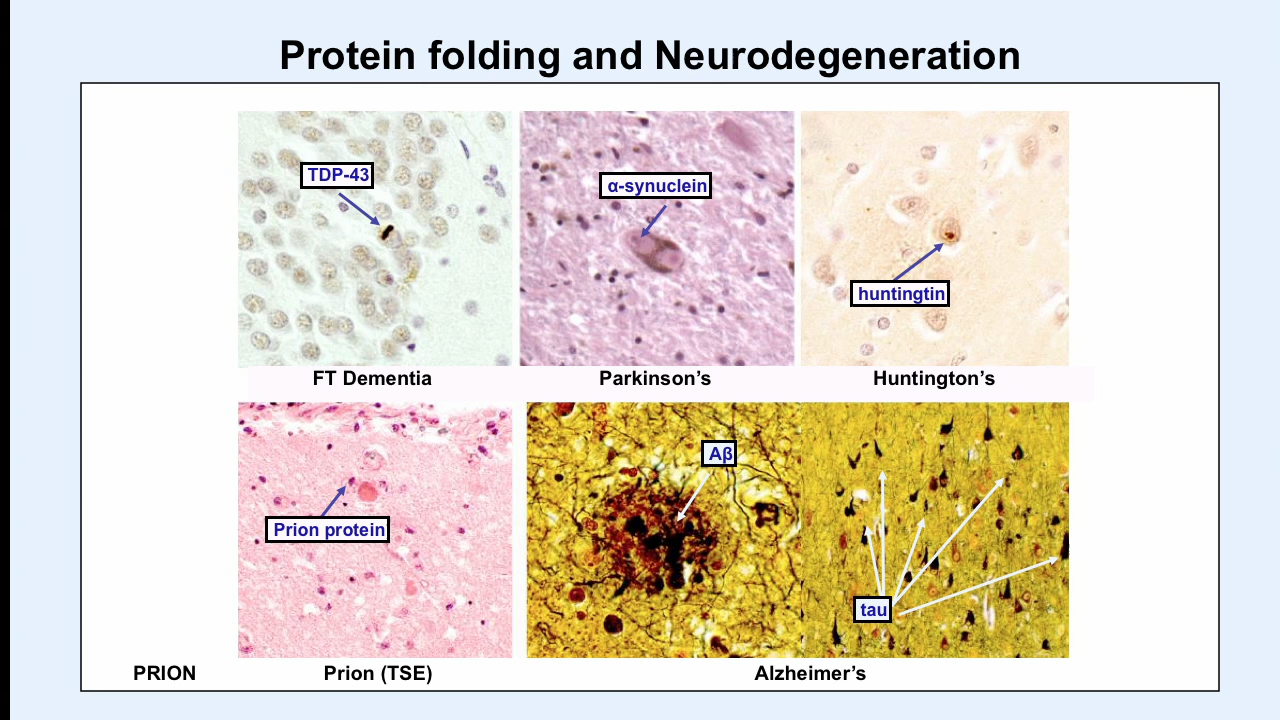 Protein folding and Neurodegeneration
TDP-43
α-synuclein
huntingtin
FT Dementia
Parkinson’s
Huntington’s
Aβ
Prion protein
tau
PRION
Prion (TSE)
Alzheimer’s